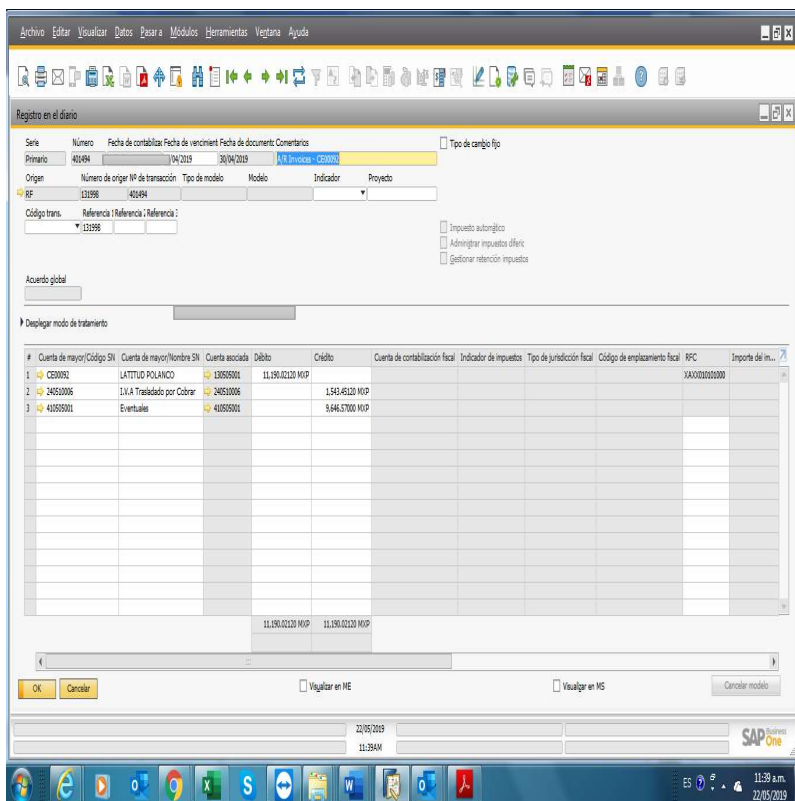 Archivo Editar Visualizar Datos Pasar a Módulos Herramientas Ventana Ayuda
Registro en el diario
Serie Número Fecha de contabilizac Fecha de vencimient Fecha de documento Comentarios Tipo de cambio fijo
Primario 401494 /04/2019 30/04/2019 A/R Invoices - CE00092
Origen Número de origen Nº de transacción Tipo de modelo Modelo Indicador Proyecto
RF 131998 401494
Código trans. Referencia 1 Referencia 2 Referencia 3
131998
Impuesto automático
Administrar impuestos diferic
Gestionar retención impuestos
Acuerdo global
Desplegar modo de tratamiento
# Cuenta de mayor/Código SN Cuenta de mayor/Nombre SN Cuenta asociada Débito Crédito Cuenta de contabilización fiscal Indicador de impuestos Tipo de jurisdicción fiscal Código de emplazamiento fiscal RFC Importe del im...
1 CE00092 LATITUD POLANCO 130505001 11,190.02120 MXP XAXX010101000
2 240510006 I.V.A Trasladado por Cobrar 240510006 1,543.45120 MXP
3 410505001 Eventuales 410505001 9,646.57000 MXP
11,190.02120 MXP 11,190.02120 MXP
OK Cancelar Visualizar en ME Visualizar en MS Cancelar modelo
22/05/2019
11:39AM
SAP Business One
ES 11:39 a.m.
22/05/2019